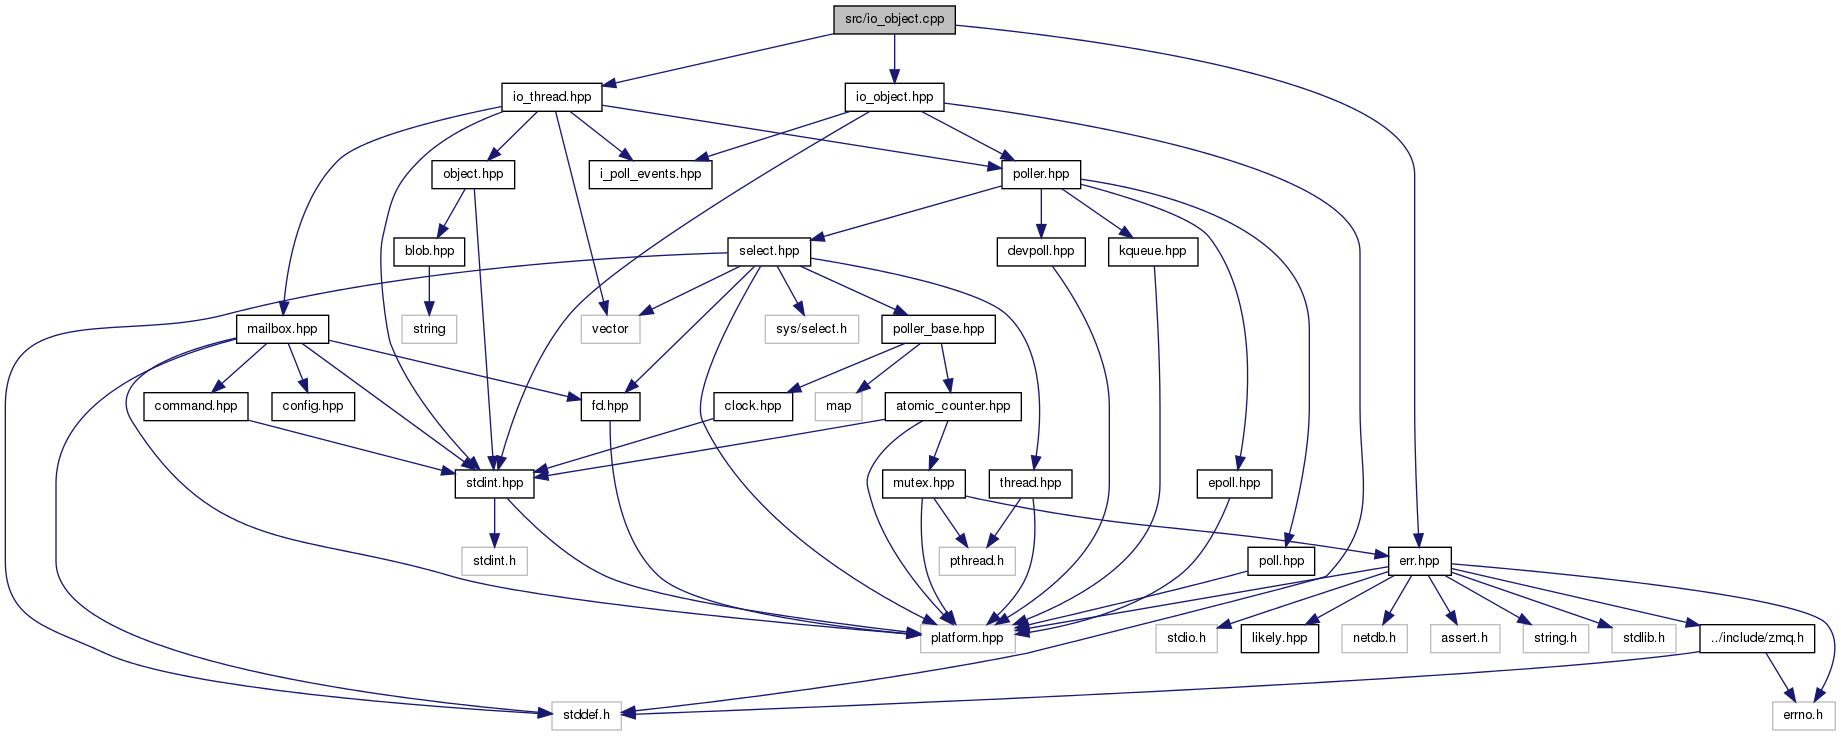 src/io_object.cpp
io_thread.hpp
io_object.hpp
object.hpp
i_poll_events.hpp
poller.hpp
blob.hpp
select.hpp
devpoll.hpp
kqueue.hpp
mailbox.hpp
string
vector
sys/select.h
poller_base.hpp
command.hpp
config.hpp
fd.hpp
clock.hpp
map
atomic_counter.hpp
stdint.hpp
mutex.hpp
thread.hpp
epoll.hpp
stdint.h
pthread.h
poll.hpp
err.hpp
platform.hpp
stdio.h
likely.hpp
netdb.h
assert.h
string.h
stdlib.h
../include/zmq.h
stddef.h
errno.h